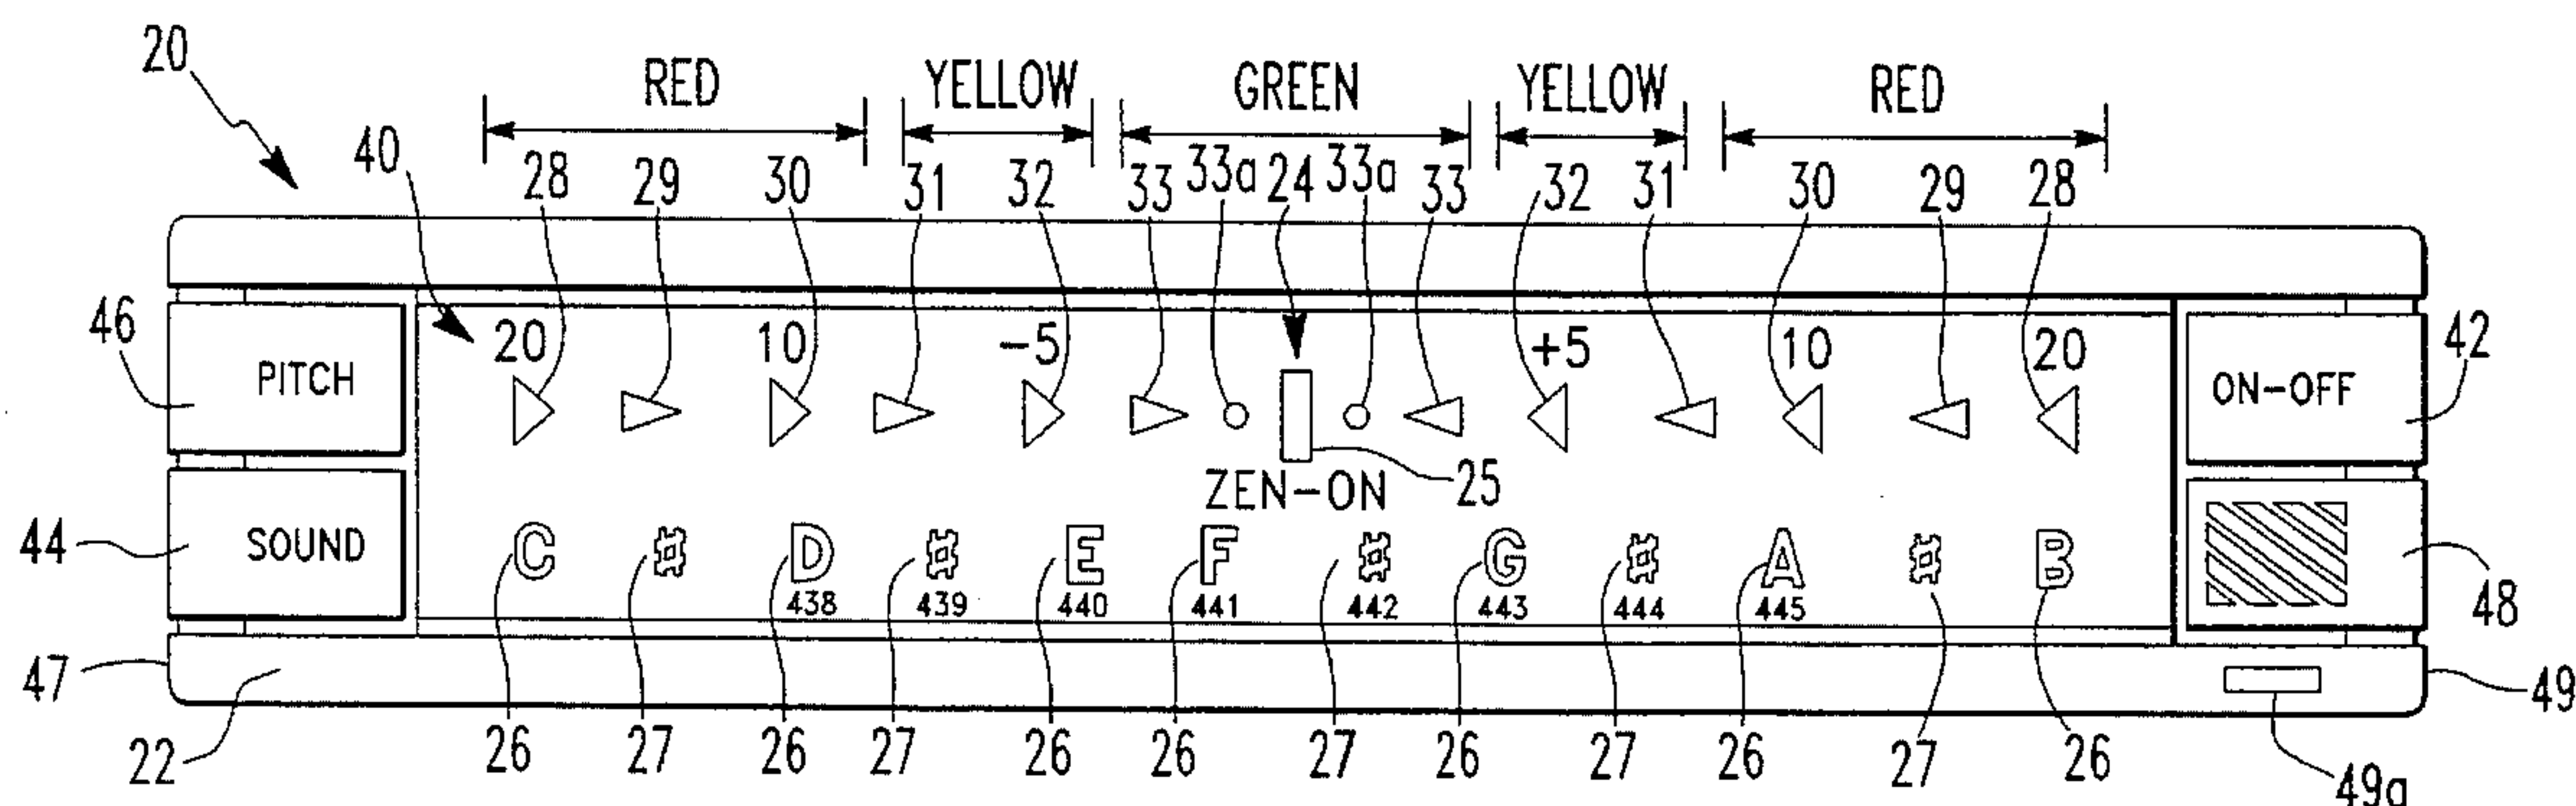 20
RED YELLOW GREEN YELLOW RED
40 28 29 30 31 32 33 33a 24 33a 33 32 31 30 29 28
46 PITCH 20 10 -5 +5 10 20 ON-OFF 42
ZEN-ON 25
44 SOUND C # D # E F # G # A # B 48
438 439 440 441 442 443 444 445
47 49
22 26 27 26 27 26 26 27 26 27 26 27 26 49a